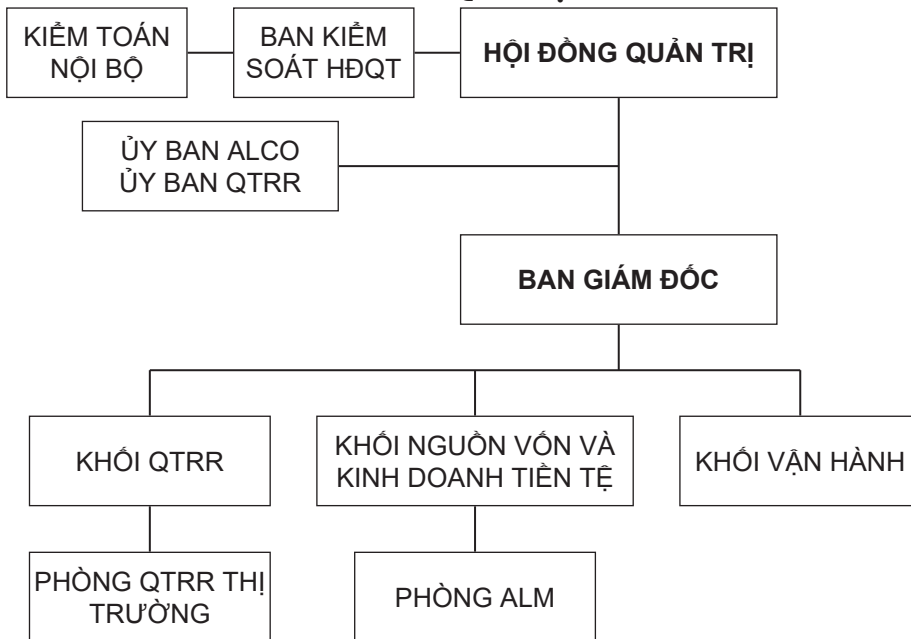 KIỂM TOÁN
NỘI BỘ
BAN KIỂM
SOÁT HĐQT
HỘI ĐỒNG QUẢN TRỊ
ỦY BAN ALCO
ỦY BAN QTRR
BAN GIÁM ĐỐC
KHỐI QTRR
KHỐI NGUỒN VỐN VÀ
KINH DOANH TIỀN TỆ
KHỐI VẬN HÀNH
PHÒNG QTRR THỊ
TRƯỜNG
PHÒNG ALM